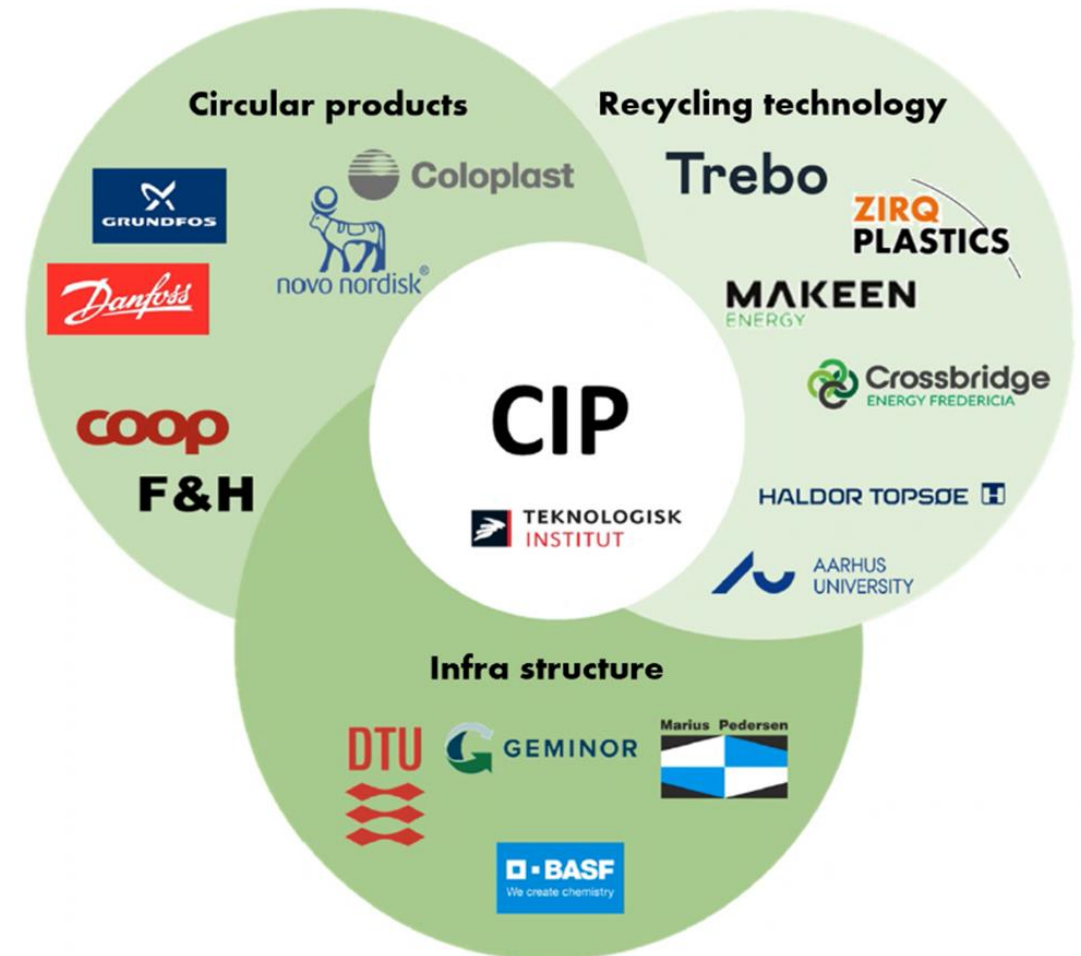 Circular products
Recycling technology
Coloplast
Trebo
GRUNDFOS
ZIRQ
PLASTICS
novo nordisk®
Danfoss
MAKEEN
ENERGY
Crossbridge
ENERGY FREDERICIA
CIP
coop
F&H
HALDOR TOPSØE
TEKNOLOGISK
INSTITUT
AARHUS
UNIVERSITY
Infra structure
DTU
GEMINOR
Marius Pedersen
BASF
We create chemistry